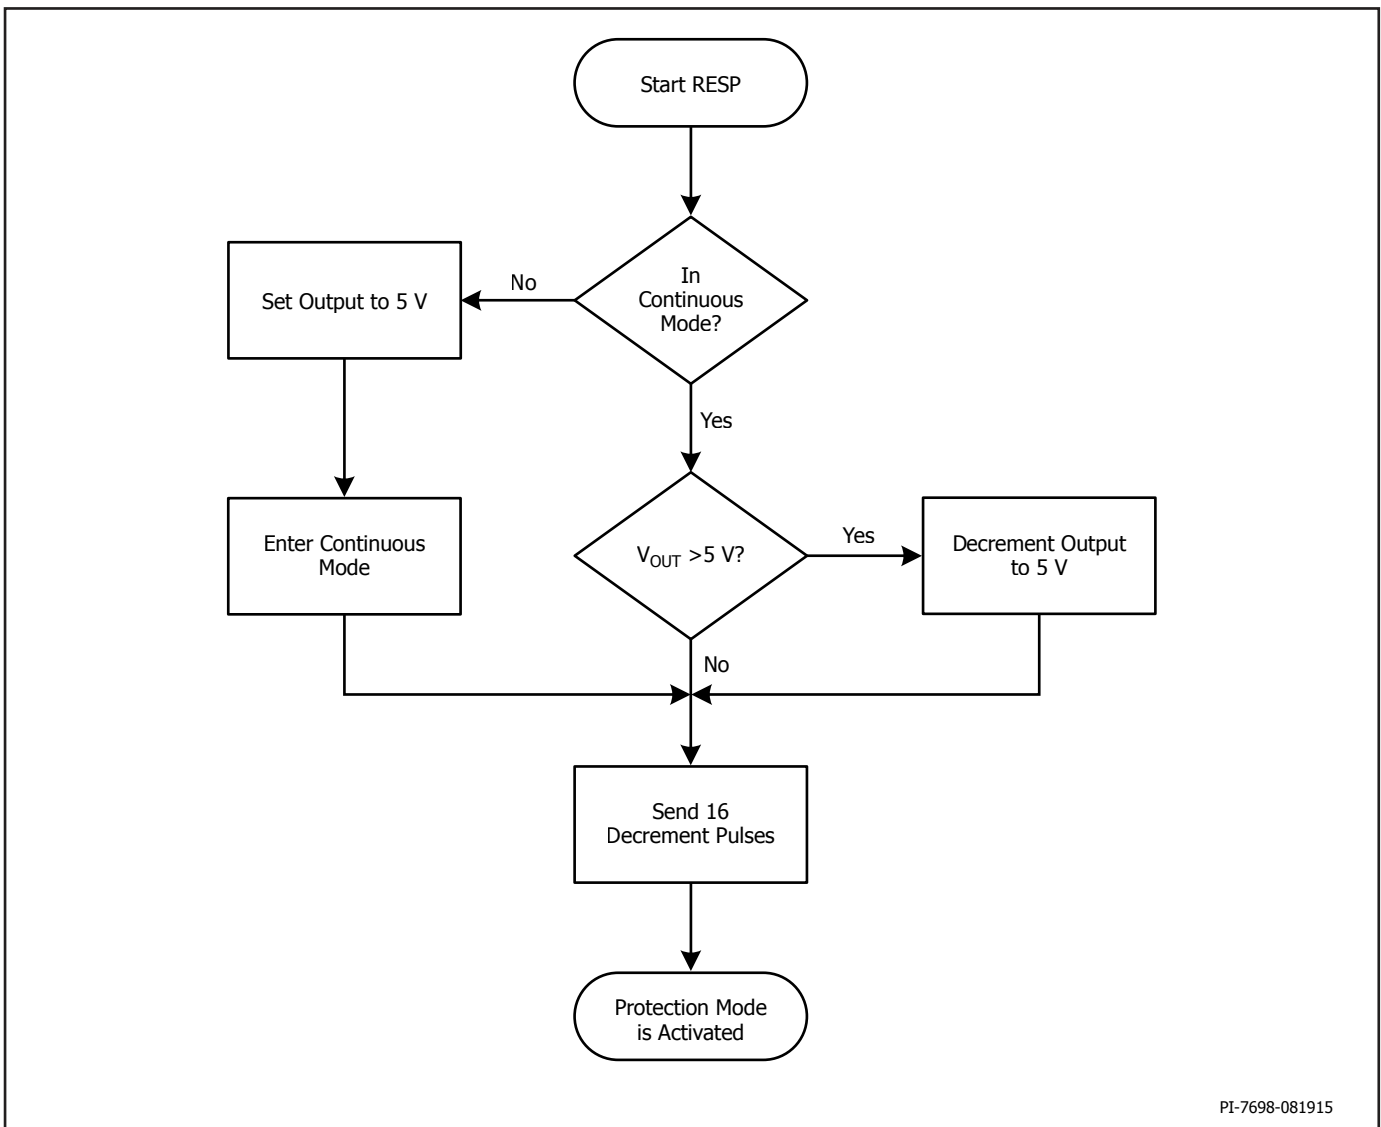 Start RESP
In
Continuous
Mode?
No
Set Output to 5 V
Yes
Enter Continuous
Mode
V_OUT >5 V?
Yes
Decrement Output
to 5 V
No
Send 16
Decrement Pulses
Protection Mode
is Activated
PI-7698-081915